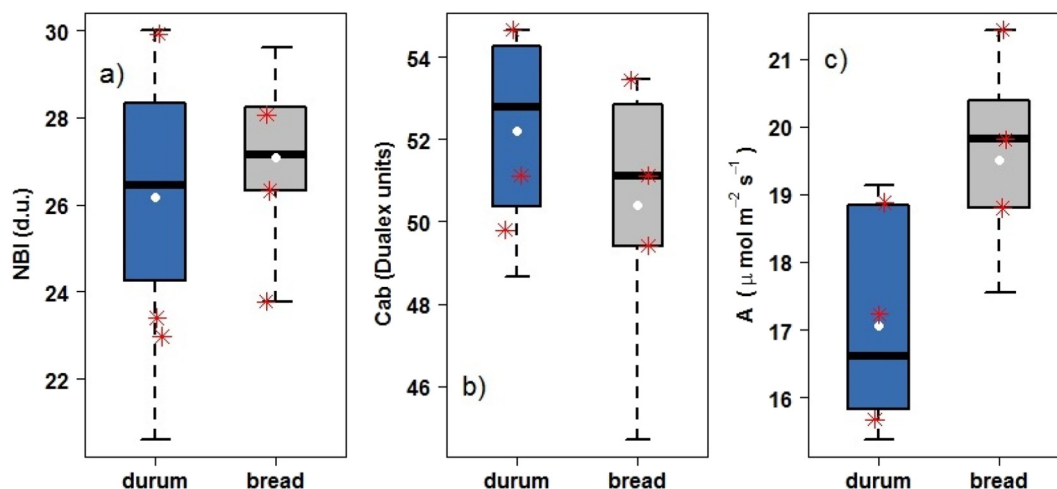 a)
NBI (d.u.)
30
28
26
24
22
durum
bread
b)
Cab (Dualex units)
54
52
50
48
46
durum
bread
c)
A ( μ mol m⁻² s⁻¹)
21
20
19
18
17
16
durum
bread